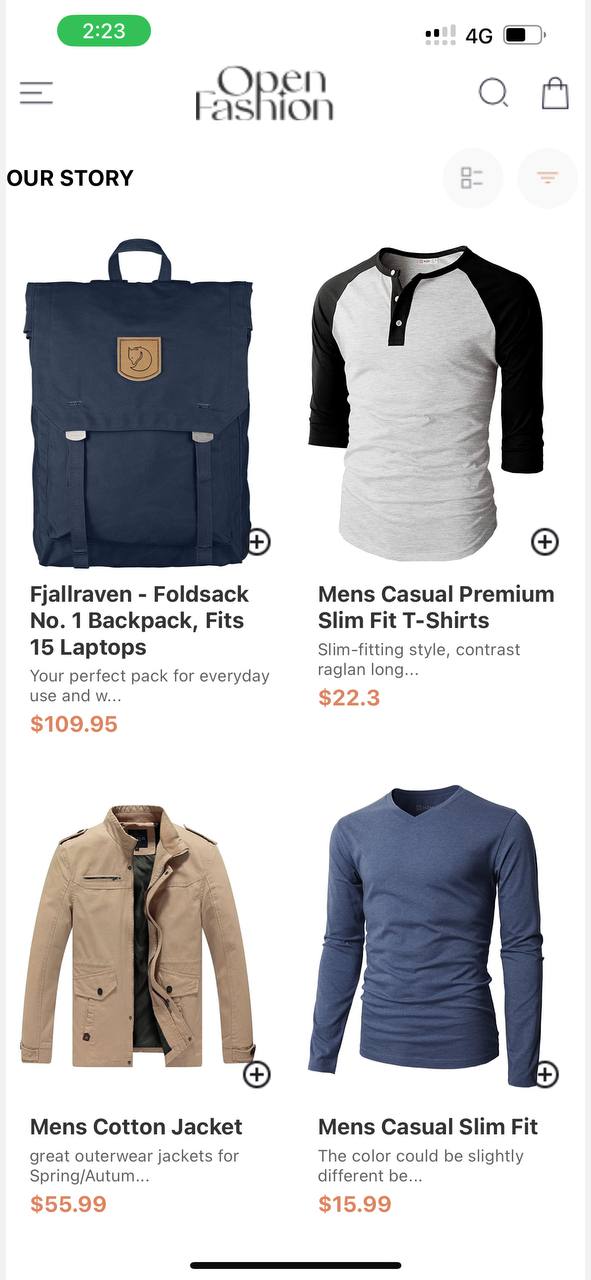 2:23
4G
Open
Fashion
OUR STORY
Fjallraven - Foldsack
No. 1 Backpack, Fits
15 Laptops
Your perfect pack for everyday
use and w...
$109.95
Mens Casual Premium
Slim Fit T-Shirts
Slim-fitting style, contrast
raglan long...
$22.3
Mens Cotton Jacket
great outerwear jackets for
Spring/Autum...
$55.99
Mens Casual Slim Fit
The color could be slightly
different be...
$15.99